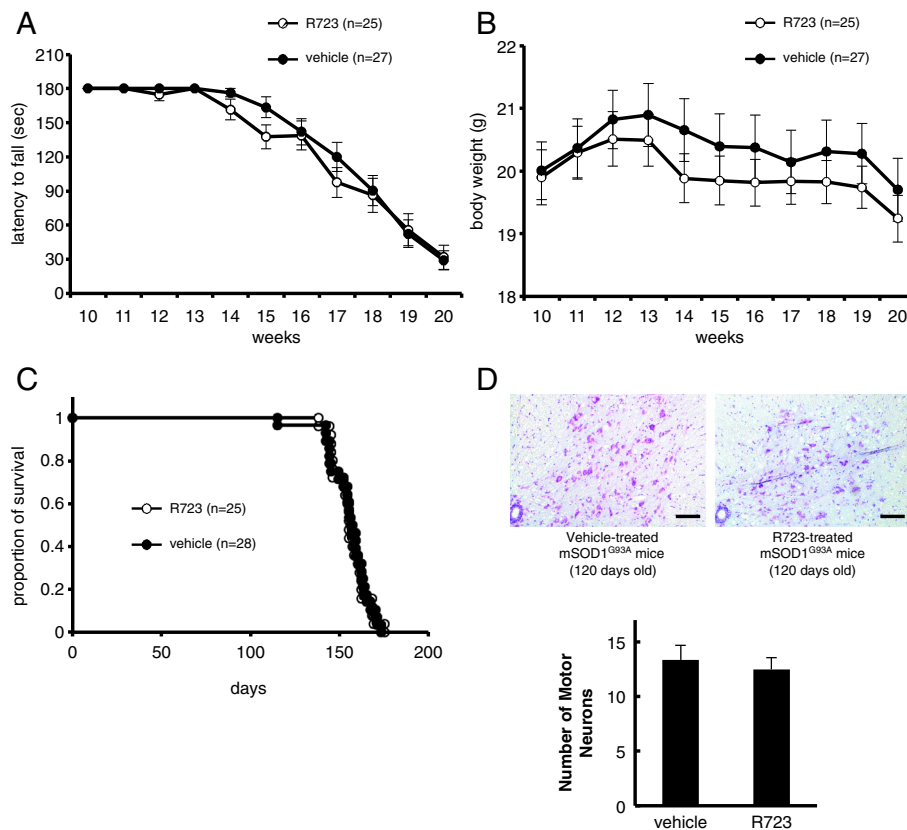 A
R723 (n=25)
vehicle (n=27)
latency to fall (sec)
210
180
150
120
90
60
30
0
10 11 12 13 14 15 16 17 18 19 20
weeks
B
R723 (n=25)
vehicle (n=27)
body weight (g)
22
21
20
19
18
10 11 12 13 14 15 16 17 18 19 20
weeks
C
proportion of survival
1
0.8
0.6
0.4
0.2
0
R723 (n=25)
vehicle (n=28)
0 50 100 150 200
days
D
Vehicle-treated
mSOD1G93A mice
(120 days old)
R723-treated
mSOD1G93A mice
(120 days old)
Number of Motor
Neurons
15
10
5
0
vehicle R723